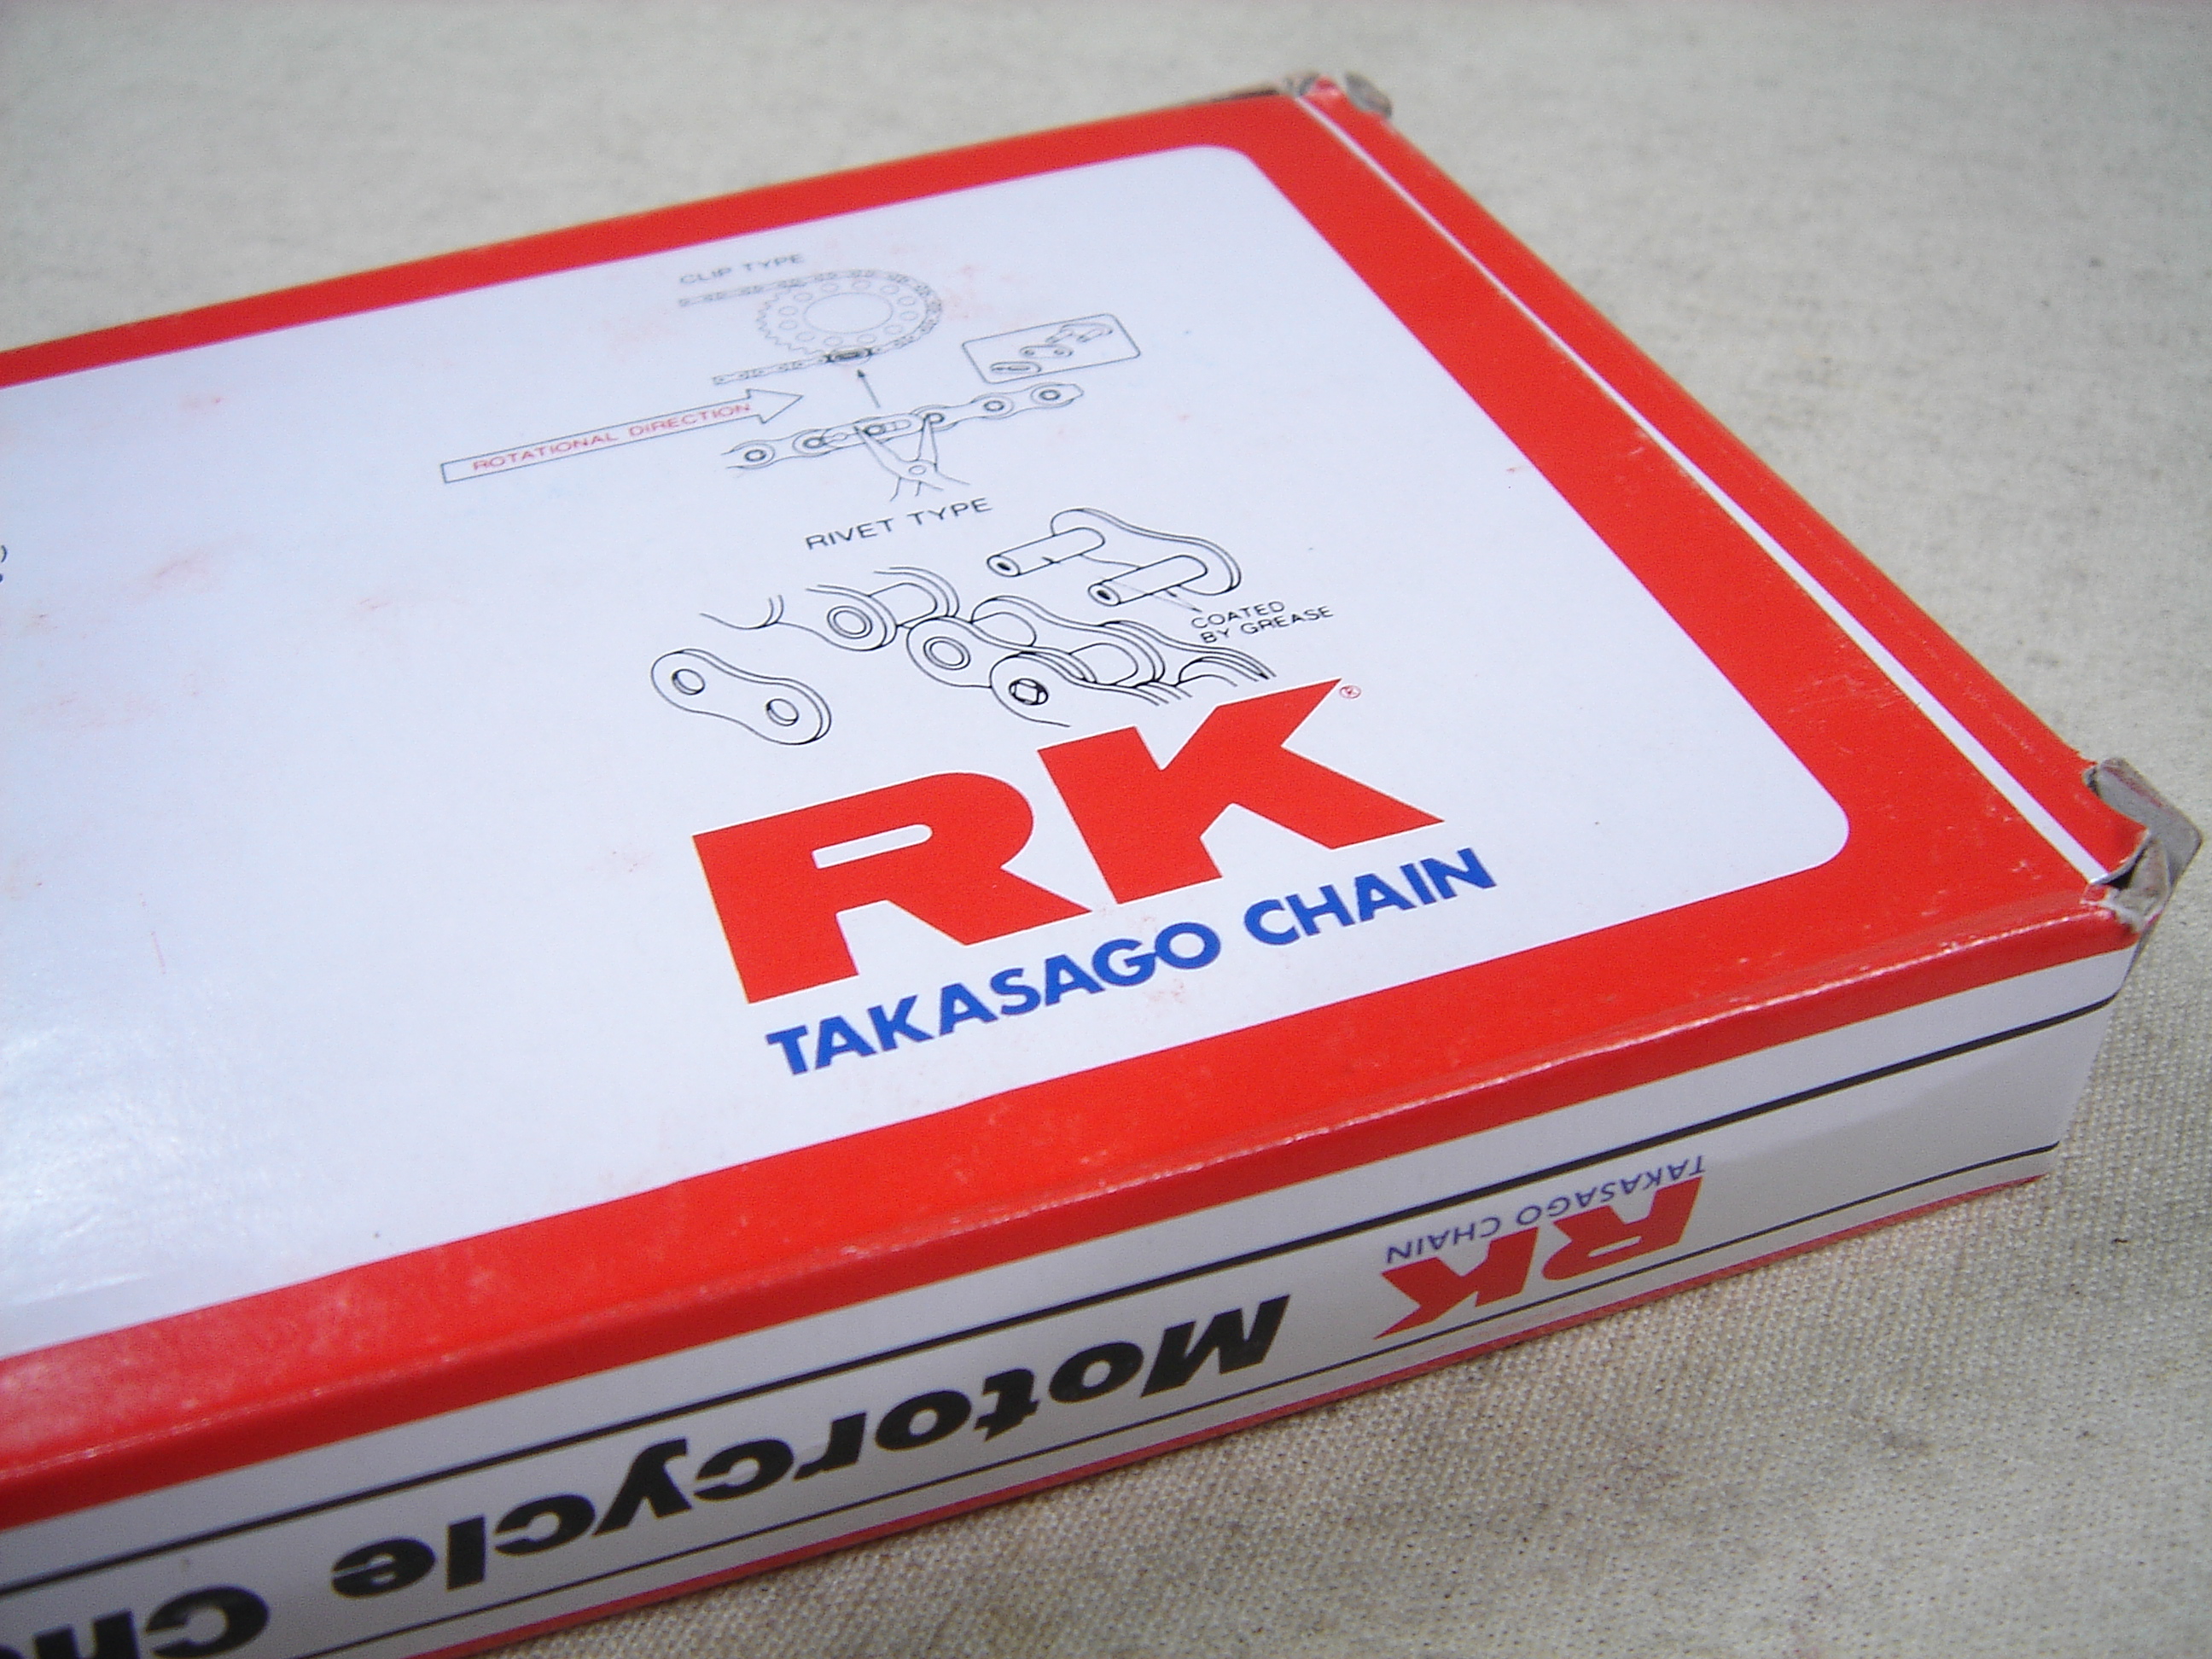 CLIP TYPE
ROTATIONAL DIRECTION
RIVET TYPE
COATED
BY GREASE
RK®
TAKASAGO CHAIN
RK
TAKASAGO CHAIN
Motorcycle